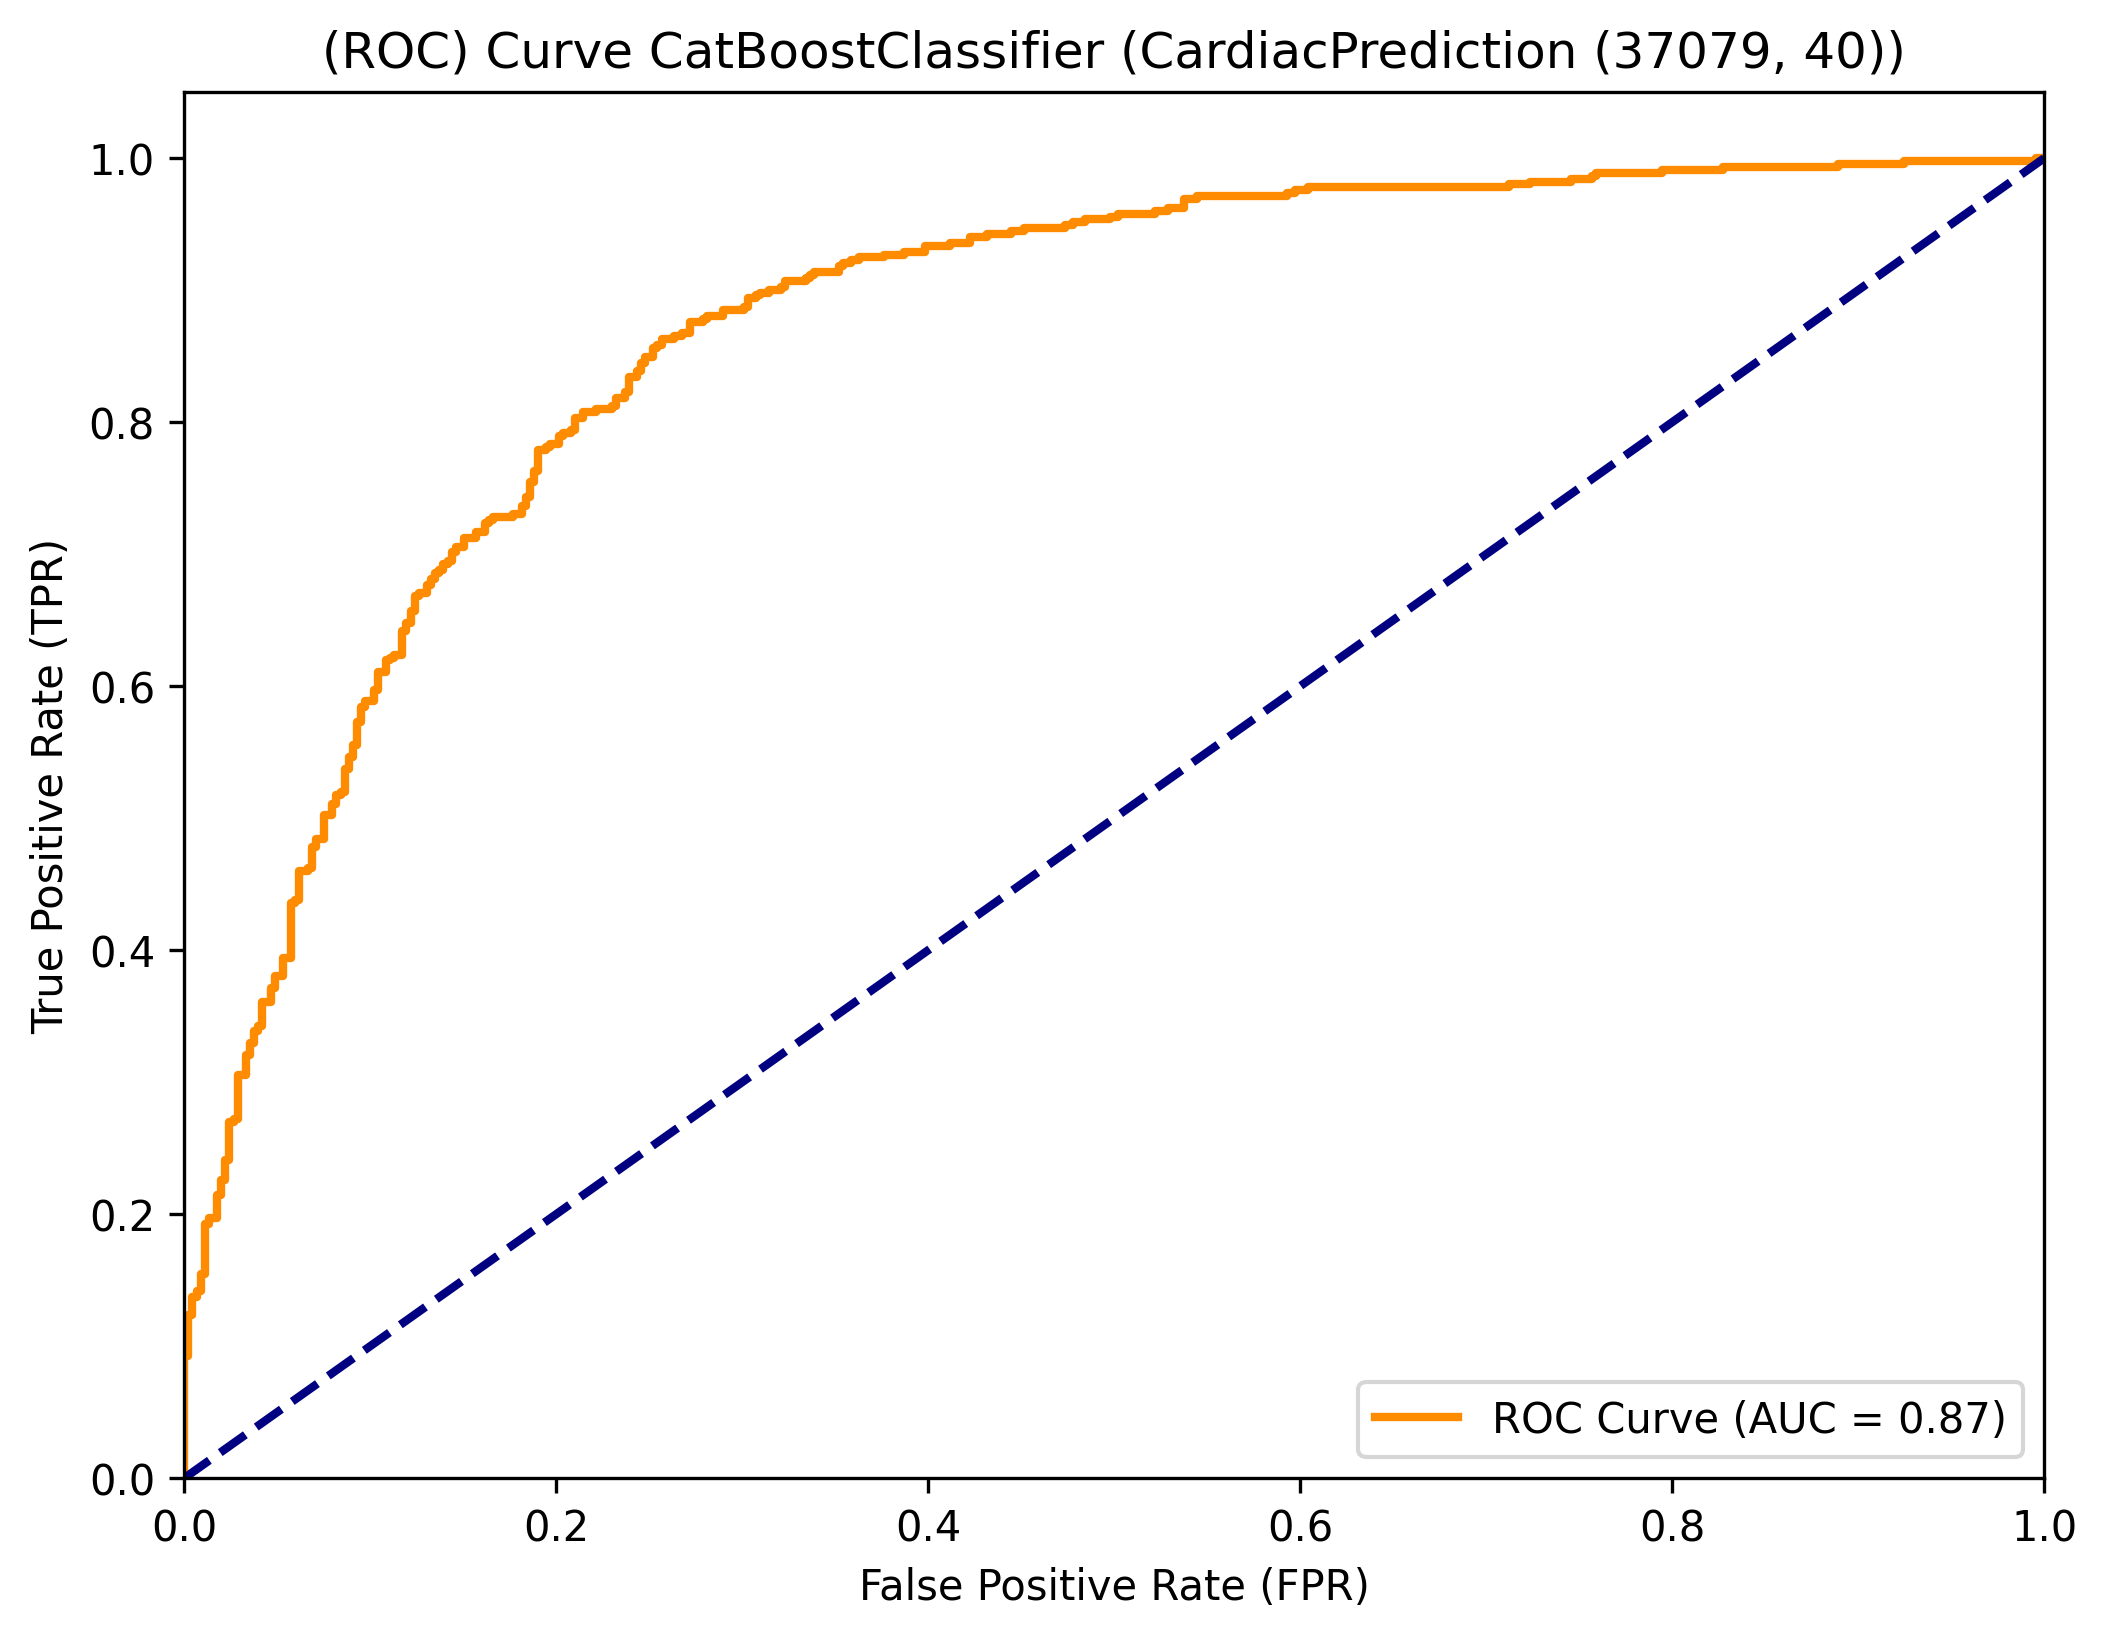 (ROC) Curve CatBoostClassifier (CardiacPrediction (37079, 40))
True Positive Rate (TPR)
1.0
0.8
0.6
0.4
0.2
0.0
ROC Curve (AUC = 0.87)
0.0 0.2 0.4 0.6 0.8 1.0
False Positive Rate (FPR)